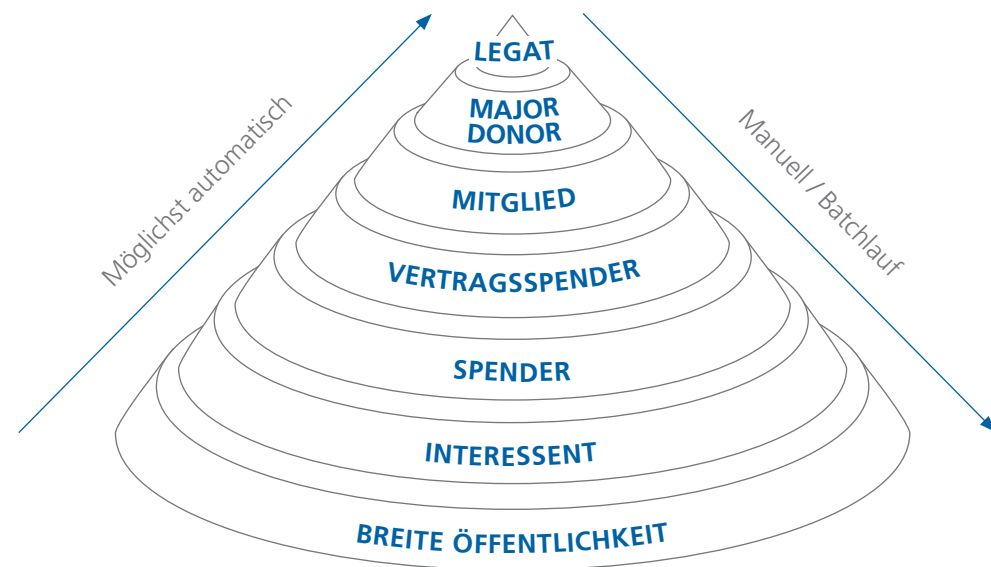 LEGAT
MAJOR
DONOR
MITGLIED
VERTRAGSSPENDER
SPENDER
INTERESSENT
BREITE ÖFFENTLICHKEIT
Möglichst automatisch
Manuell / Batchlauf